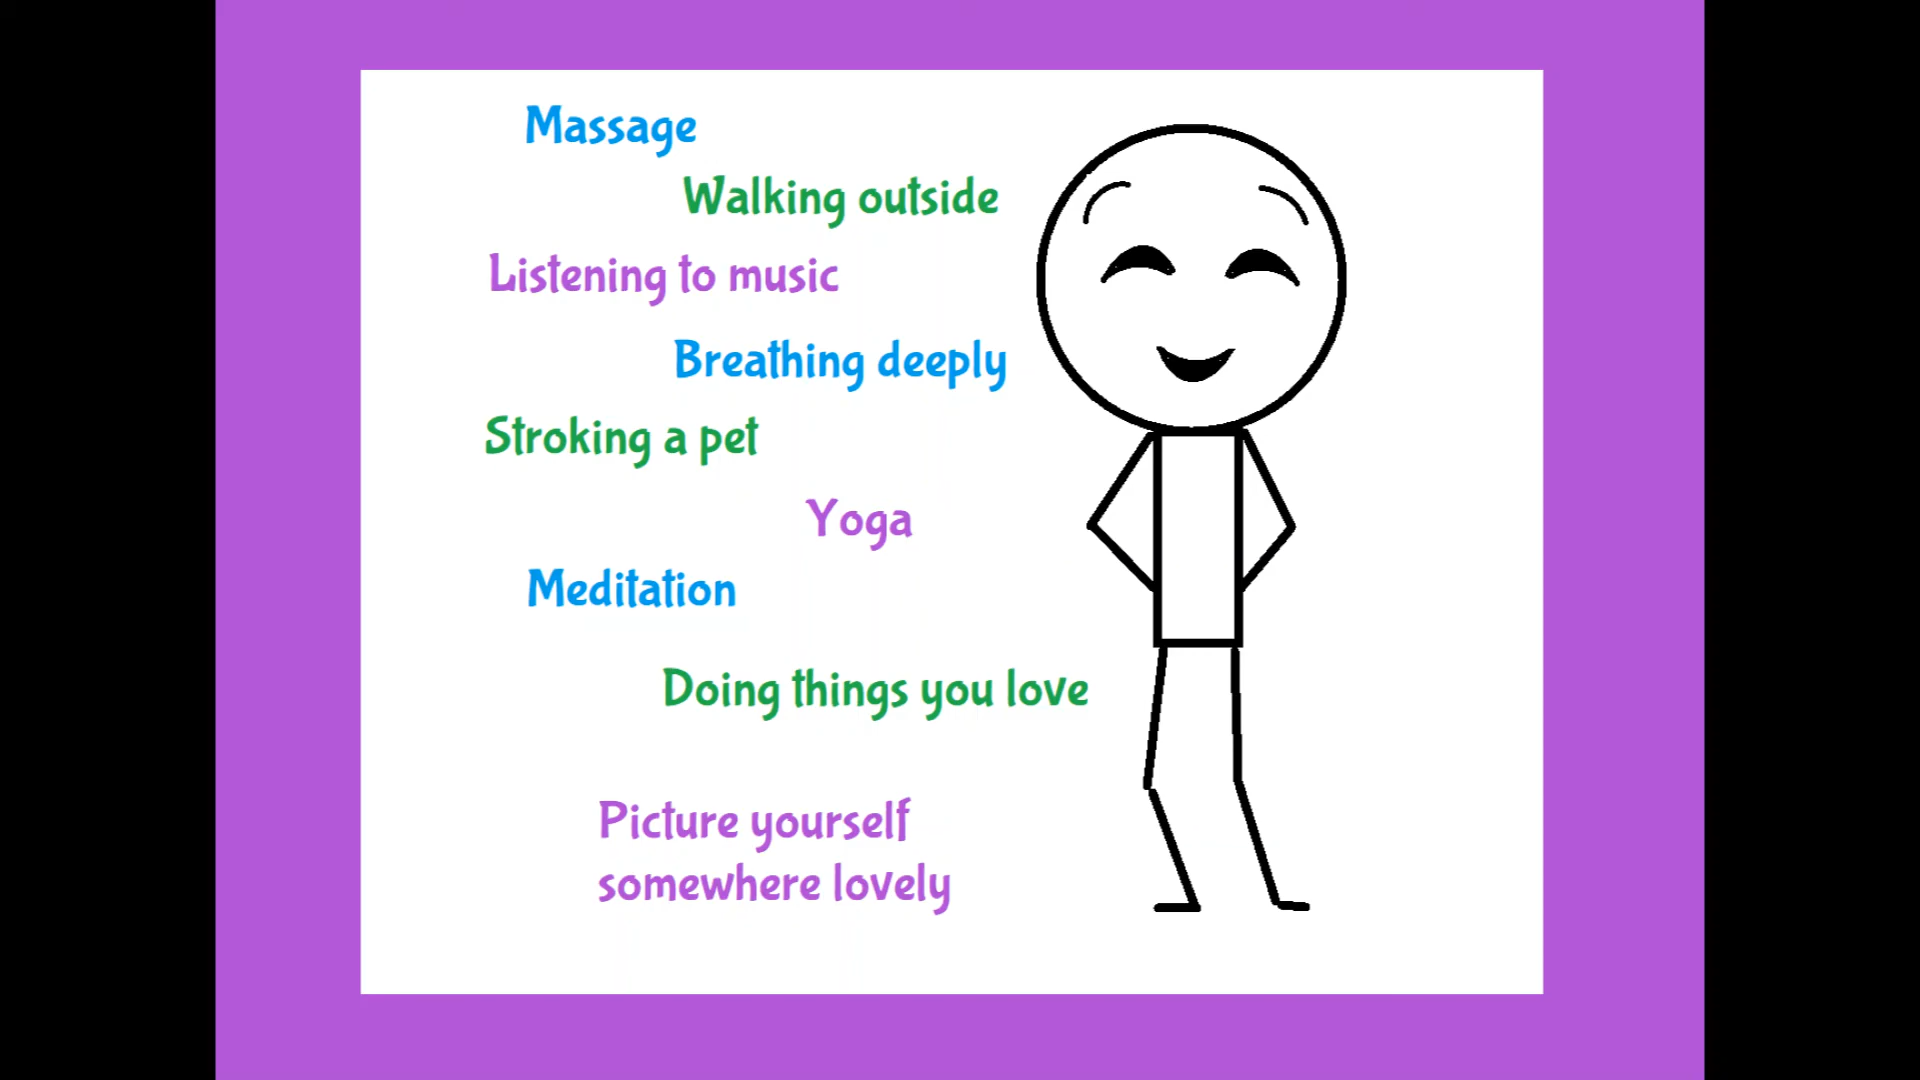 Massage
Walking outside
Listening to music
Breathing deeply
Stroking a pet
Yoga
Meditation
Doing things you love
Picture yourself
somewhere lovely